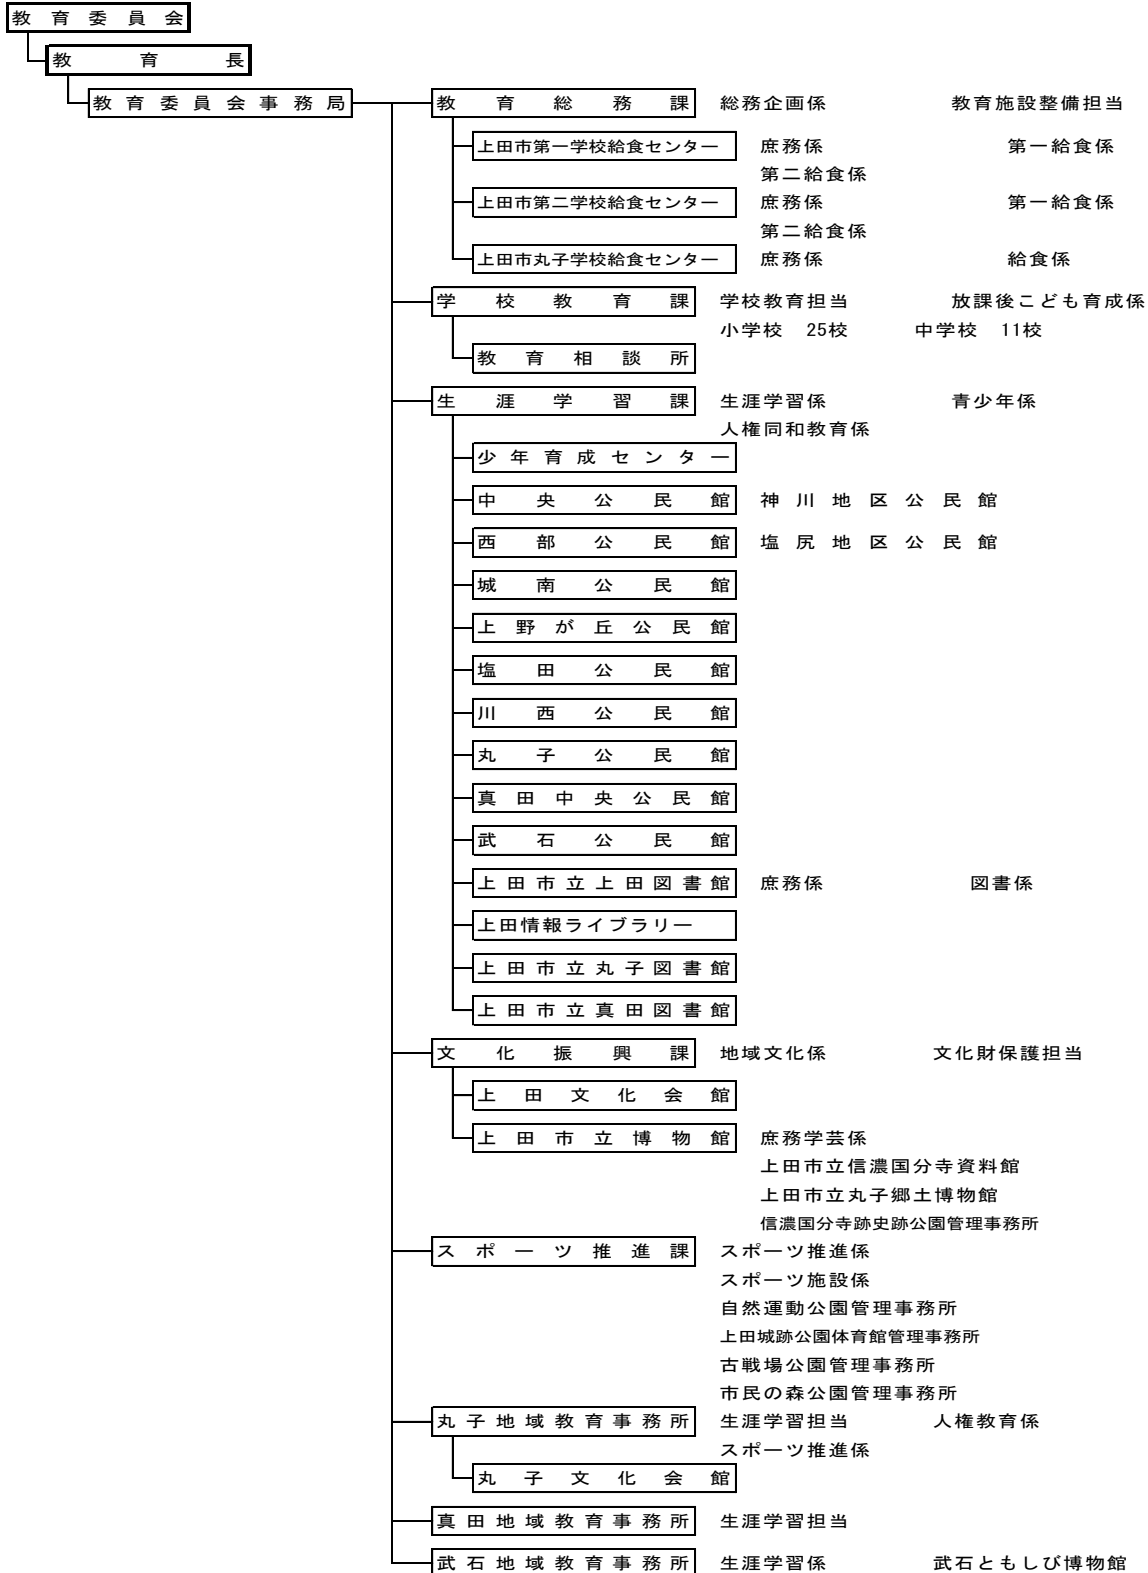 教育委員会
教育長
教育委員会事務局 教育総務課 総務企画係 教育施設整備担当
上田市第一学校給食センター 庶務係 第一給食係
第二給食係
上田市第二学校給食センター 庶務係 第一給食係
第二給食係
上田市丸子学校給食センター 庶務係 給食係
学校教育課 学校教育担当 放課後こども育成係
小学校 25校 中学校 11校
教育相談所
生涯学習課 生涯学習係 青少年係
人権同和教育係
少年育成センター
中央公民館 神川地区公民館
西部公民館 塩尻地区公民館
城南公民館
上野が丘公民館
塩田公民館
川西公民館
丸子公民館
真田中央公民館
武石公民館
上田市立上田図書館 庶務係 図書係
上田情報ライブラリー
上田市立丸子図書館
上田市立真田図書館
文化振興課 地域文化係 文化財保護担当
上田文化会館
上田市立博物館 庶務学芸係
上田市立信濃国分寺資料館
上田市立丸子郷土博物館
信濃国分寺跡史跡公園管理事務所
スポーツ推進課 スポーツ推進係
スポーツ施設係
自然運動公園管理事務所
上田城跡公園体育館管理事務所
古戦場公園管理事務所
市民の森公園管理事務所
丸子地域教育事務所 生涯学習担当 人権教育係
スポーツ推進係
丸子文化会館
真田地域教育事務所 生涯学習担当
武石地域教育事務所 生涯学習係 武石ともしび博物館